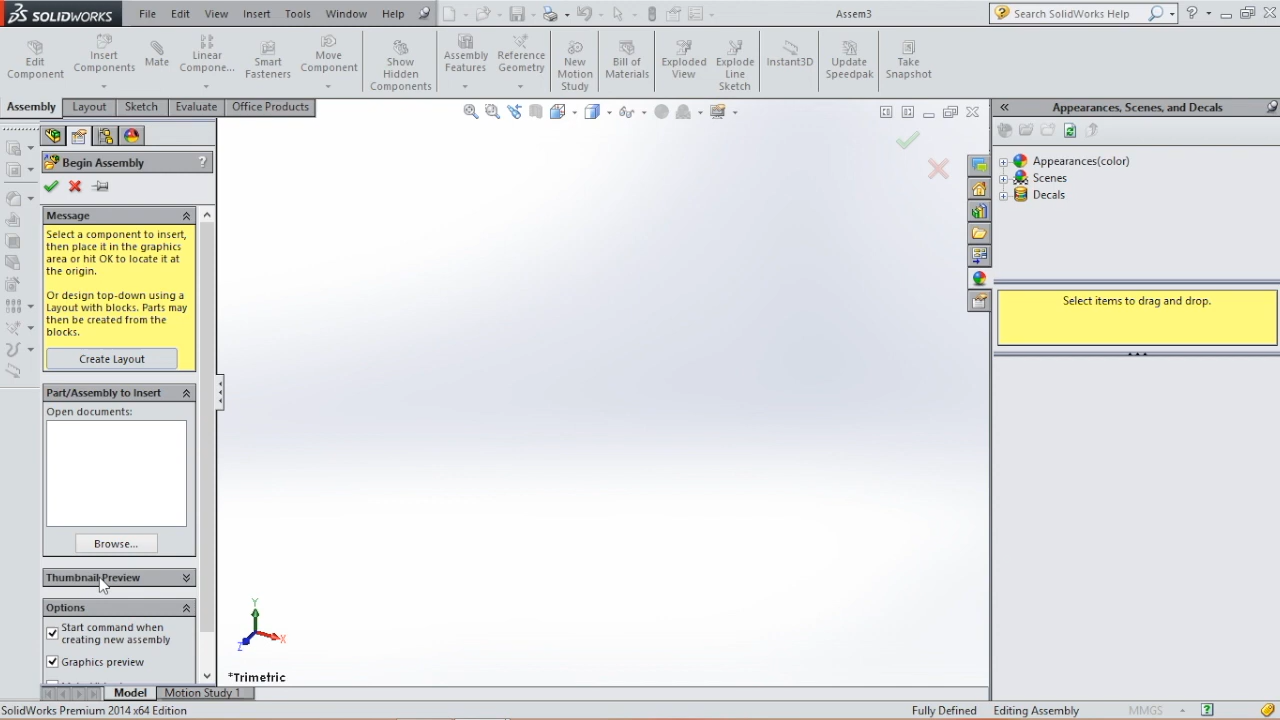 SOLIDWORKS File Edit View Insert Tools Window Help Assem3 Search SolidWorks Help
Edit Component
Insert Components
Mate
Linear Compone...
Smart Fasteners
Move Component
Show Hidden Components
Assembly Features
Reference Geometry
New Motion Study
Bill of Materials
Exploded View
Explode Line Sketch
Instant3D
Update Speedpak
Take Snapshot
Assembly Layout Sketch Evaluate Office Products
Appearances, Scenes, and Decals
Begin Assembly ?
Message
Select a component to insert,
then place it in the graphics
area or hit OK to locate it at
the origin.
Or design top-down using a
Layout with blocks. Parts may
then be created from the
blocks.
Create Layout
Part/Assembly to Insert
Open documents:
Browse...
Thumbnail Preview
Options
Start command when
creating new assembly
Graphics preview
Y
X
Z
*Trimetric
Appearances(color)
Scenes
Decals
Select items to drag and drop.
Model Motion Study 1
SolidWorks Premium 2014 x64 Edition Fully Defined Editing Assembly MMGS